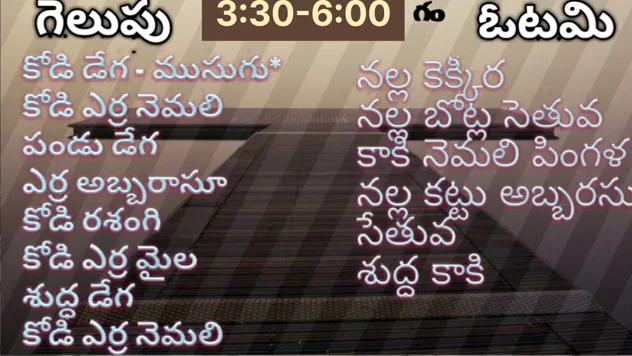 గెలుపు 3:30-6:00 గం ఓటమి
కోడి డేగ - ముసుగు*
కోడి ఎర్ర నెమలి
పండు డేగ
ఎర్ర అబ్బరాసూ
కోడి రశంగి
కోడి ఎర్ర మైల
శుద్ధ డేగ
కోడి ఎర్ర నెమలి
నల్ల కెక్కిర
నల్ల బోట్ల సెతువ
కాకి నెమలి పింగళ
నల్ల కట్టు అబ్బరసు
సేతువ
శుద్ధ కాకి